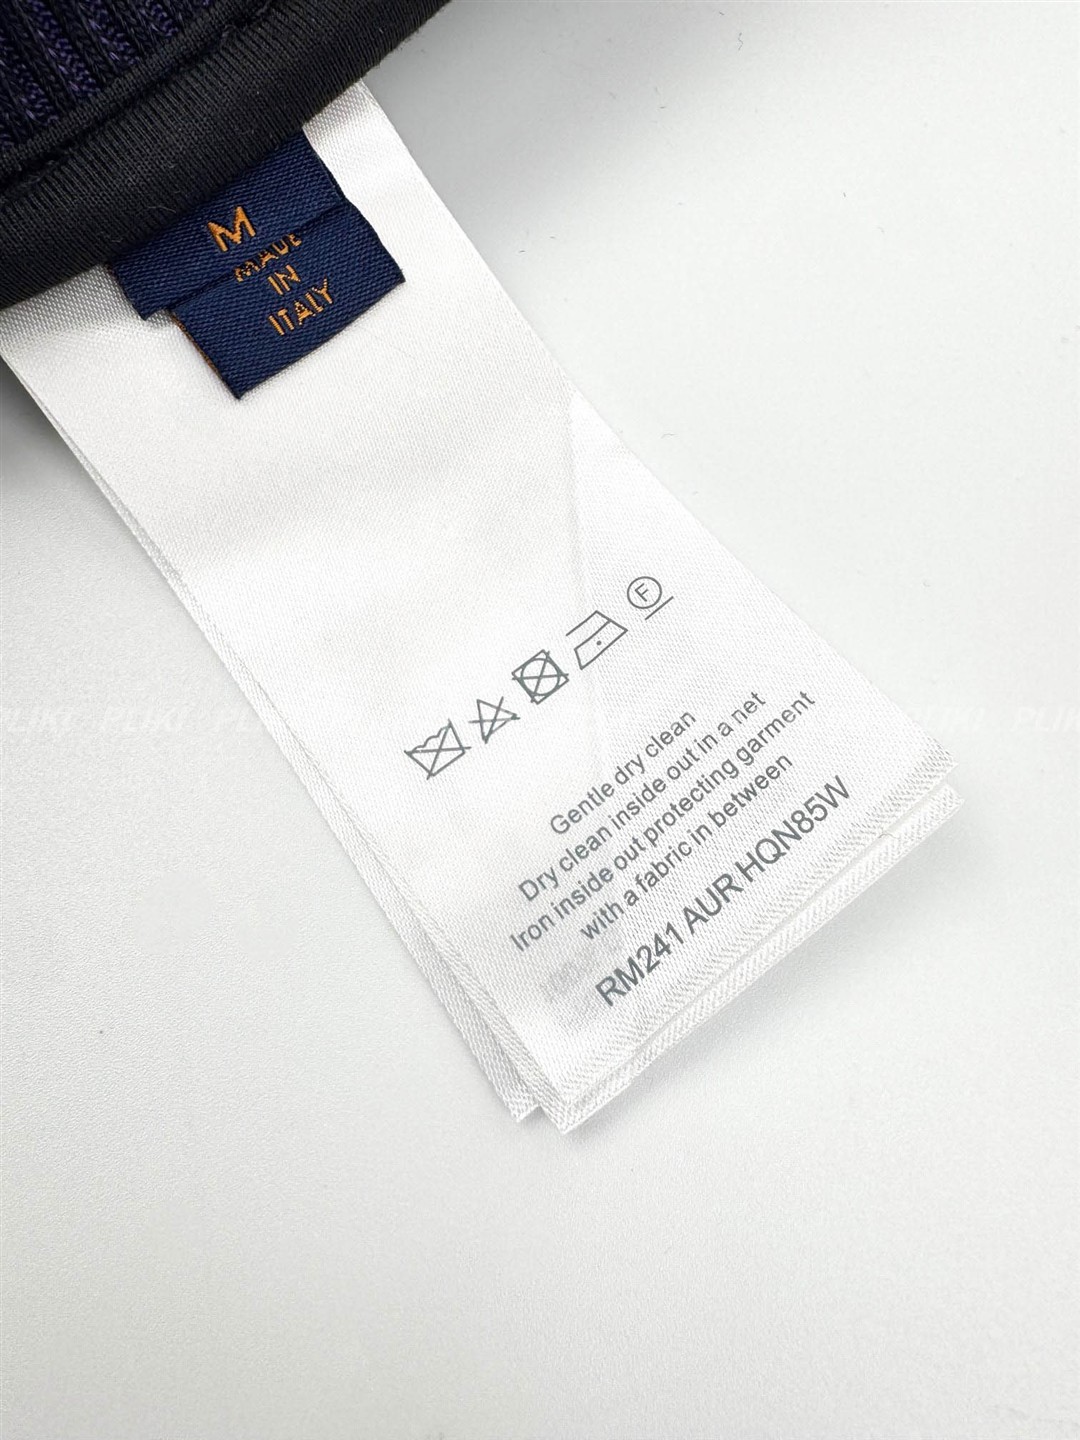 M
MADE
IN
ITALY
F
Gentle dry clean
Dry clean inside out in a net
Iron inside out protecting garment
with a fabric in between
RM241 AUR HQN85W